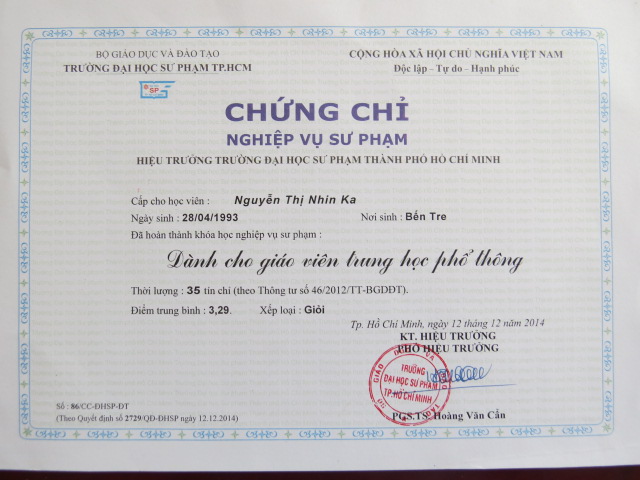 BỘ GIÁO DỤC VÀ ĐÀO TẠO
TRƯỜNG ĐẠI HỌC SƯ PHẠM TP.HCM
CỘNG HÒA XÃ HỘI CHỦ NGHĨA VIỆT NAM
Độc lập - Tự do - Hạnh phúc
SP
CHỨNG CHỈ
NGHIỆP VỤ SƯ PHẠM
HIỆU TRƯỞNG TRƯỜNG ĐẠI HỌC SƯ PHẠM THÀNH PHỐ HỒ CHÍ MINH
Cấp cho học viên : Nguyễn Thị Nhin Ka
Ngày sinh : 28/04/1993 Nơi sinh : Bến Tre
Đã hoàn thành khóa học nghiệp vụ sư phạm :
Dành cho giáo viên trung học phổ thông
Thời lượng : 35 tín chỉ (theo Thông tư số 46/2012/TT-BGDĐT).
Điểm trung bình : 3,29. Xếp loại : Giỏi
Tp. Hồ Chí Minh, ngày 12 tháng 12 năm 2014
KT. HIỆU TRƯỞNG
PHÓ HIỆU TRƯỞNG
TRƯỜNG
ĐẠI HỌC SƯ PHẠM
TP.HỒ CHÍ MINH
PGS.TS. Hoàng Văn Cẩn
Số : 86/CC-ĐHSP-ĐT
(Theo Quyết định số 2729/QĐ-ĐHSP ngày 12.12.2014)